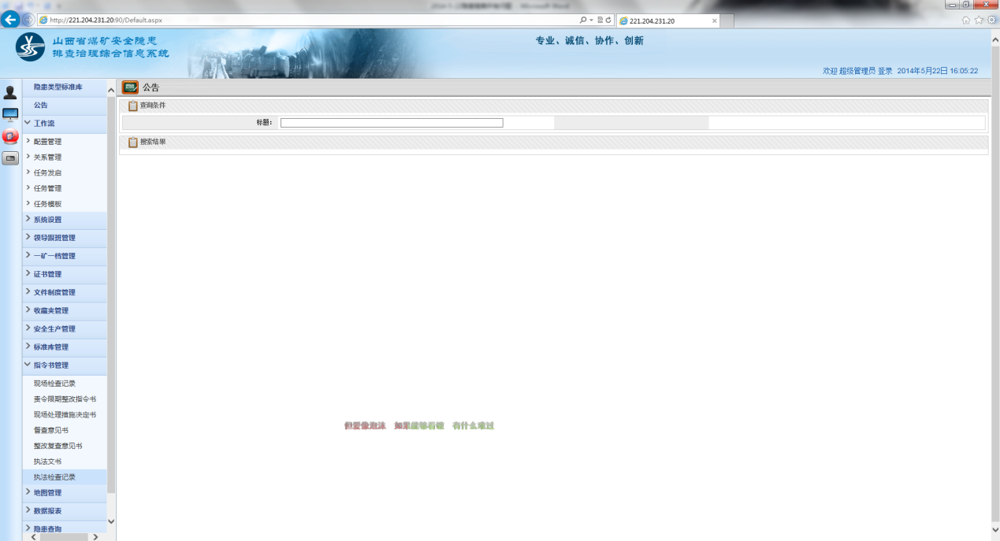 http://221.204.231.20:90/Default.aspx
221.204.231.20
山西省煤矿安全隐患
排查治理综合信息系统
专业、诚信、协作、创新
欢迎 超级管理员 登录 2014年5月22日 16:05:22
隐患类型标准库
公告
工作流
配置管理
关系管理
任务发启
任务管理
任务模板
系统设置
领导跟班管理
一矿一档管理
证书管理
文件制度管理
收藏夹管理
安全生产管理
标准库管理
指令书管理
现场检查记录
责令限期整改指令书
现场处理措施决定书
督查意见书
整改复查意见书
执法文书
执法检查记录
地图管理
数据报表
隐患查询
公告
查询条件
标题：
搜索结果
但爱像泡沫 如果能够看破 有什么难过